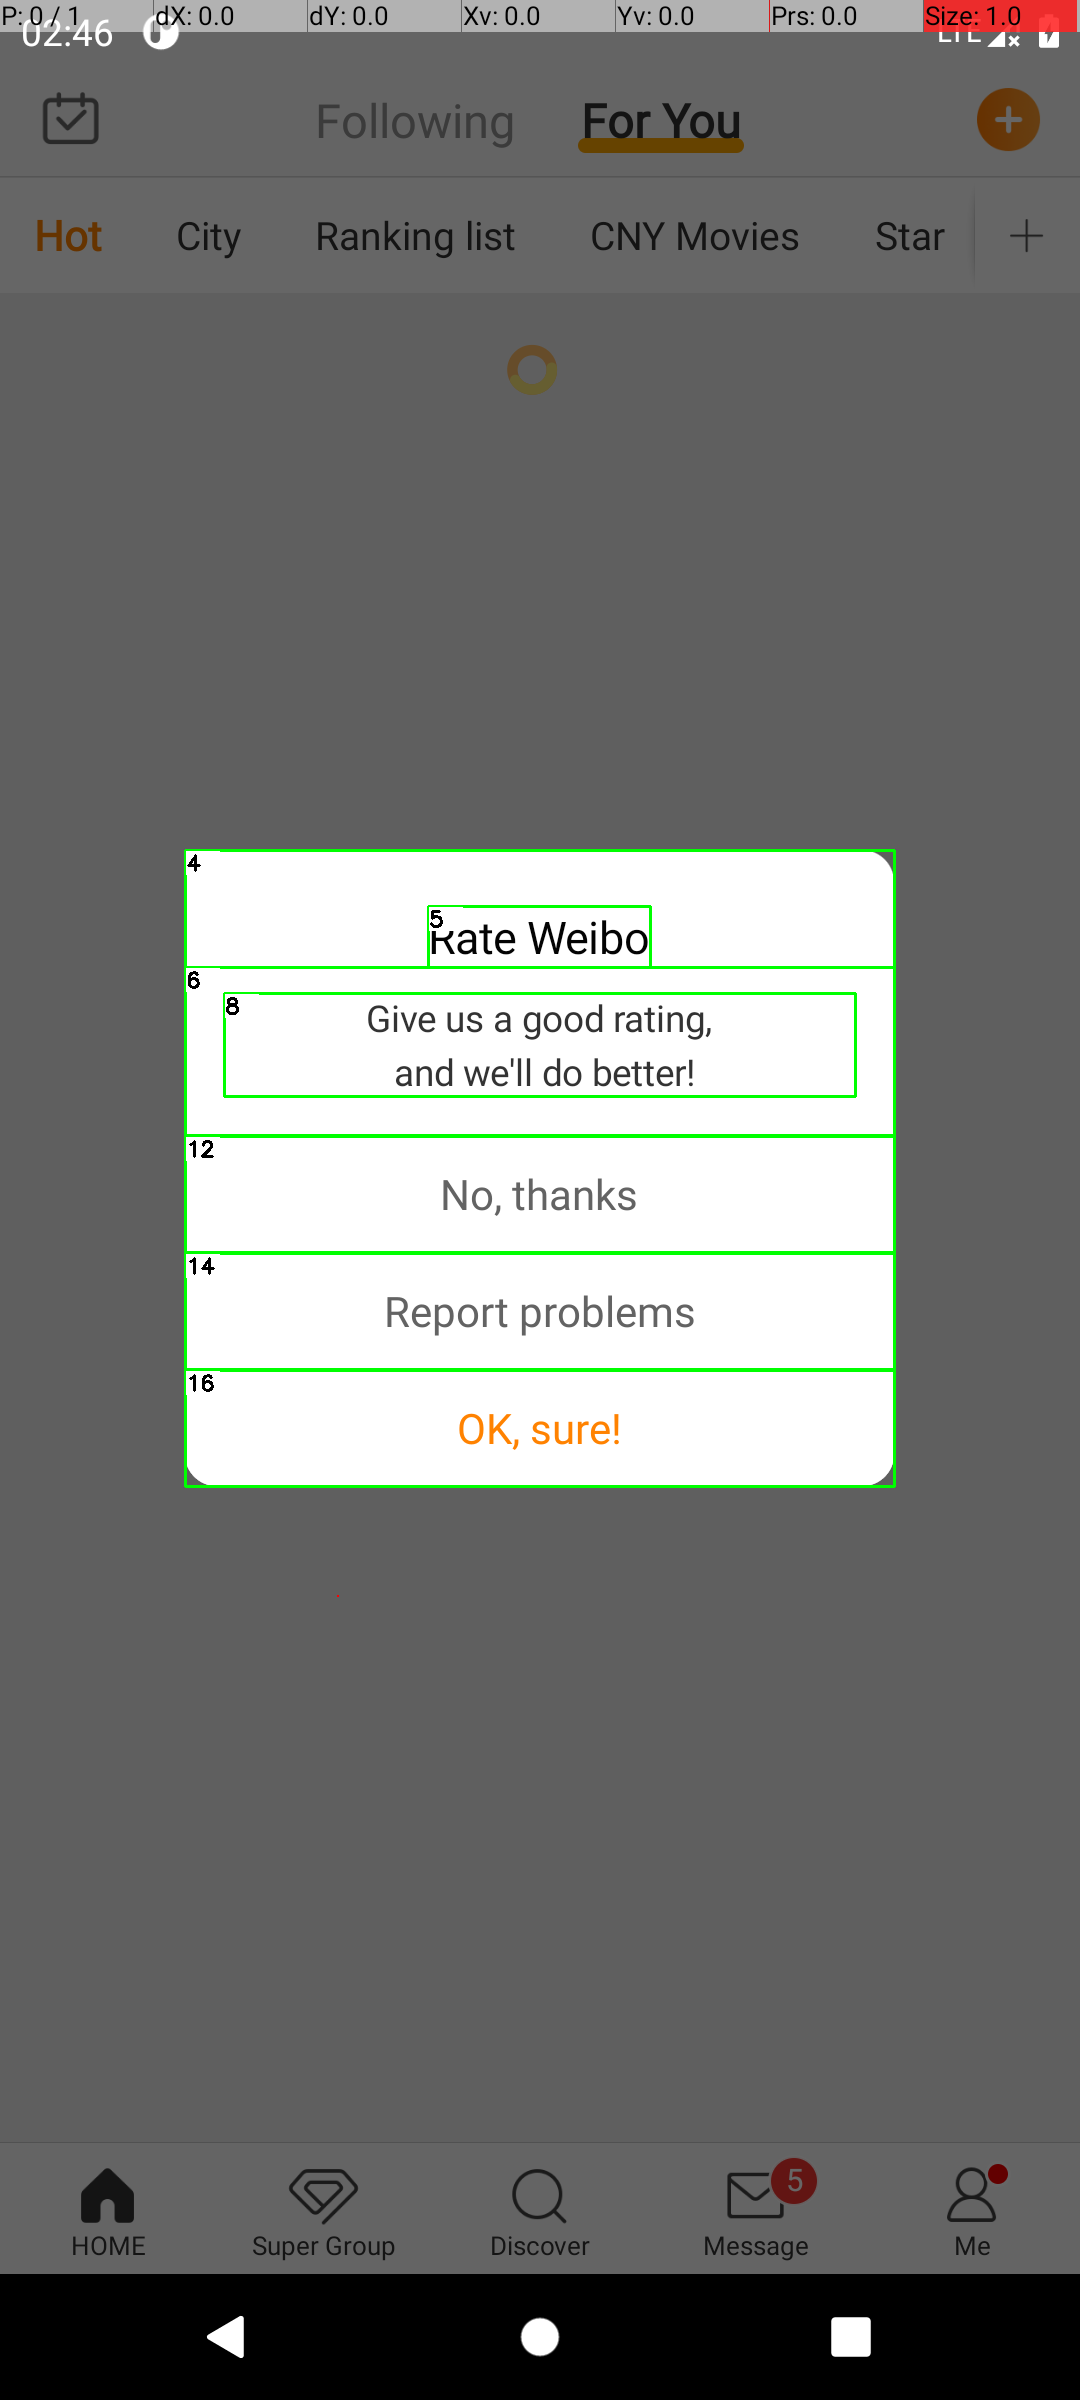 P: 0 / 1 dX: 0.0 dY: 0.0 Xv: 0.0 Yv: 0.0 Prs: 0.0 Size: 1.0
02:46 LTE
Following For You
Hot City Ranking list CNY Movies Star
4
5
Rate Weibo
6
8
Give us a good rating,
and we'll do better!
12
No, thanks
14
Report problems
16
OK, sure!
5
HOME Super Group Discover Message Me